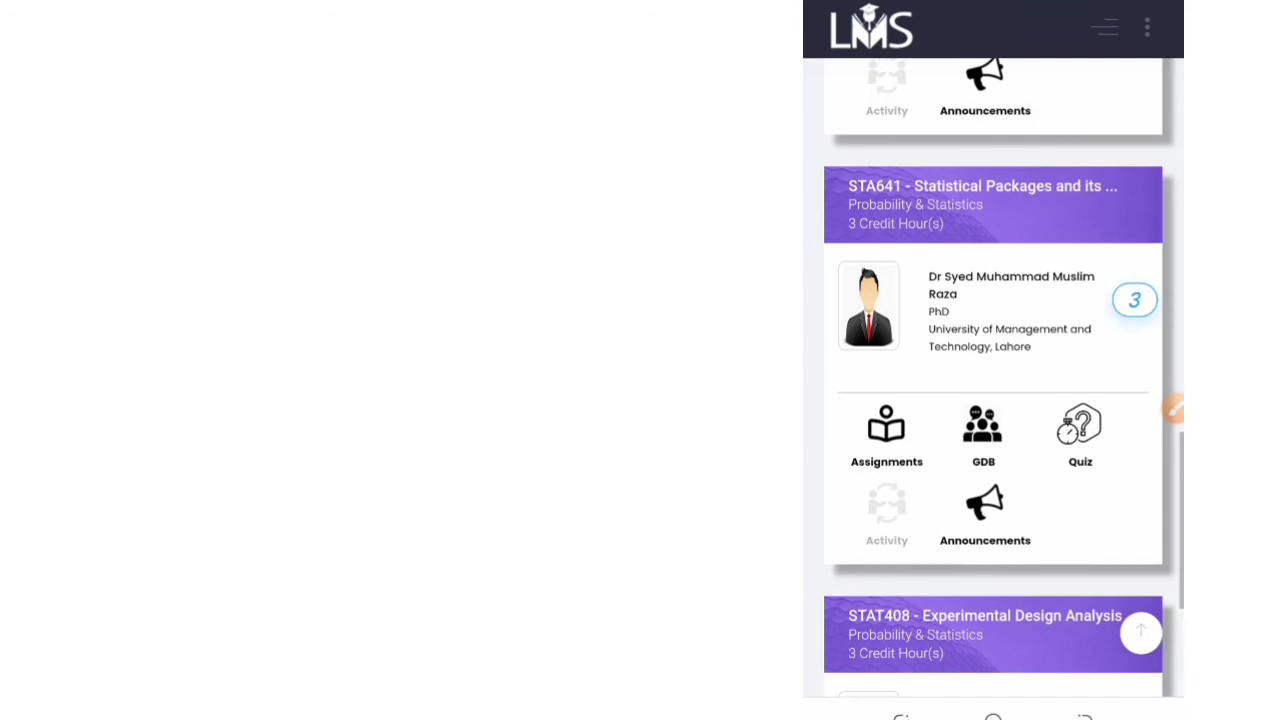 LMS
Activity
Announcements
STA641 - Statistical Packages and its ...
Probability & Statistics
3 Credit Hour(s)
Dr Syed Muhammad Muslim
Raza
PhD
University of Management and
Technology, Lahore
3
Assignments
GDB
Quiz
Activity
Announcements
STAT408 - Experimental Design Analysis
Probability & Statistics
3 Credit Hour(s)